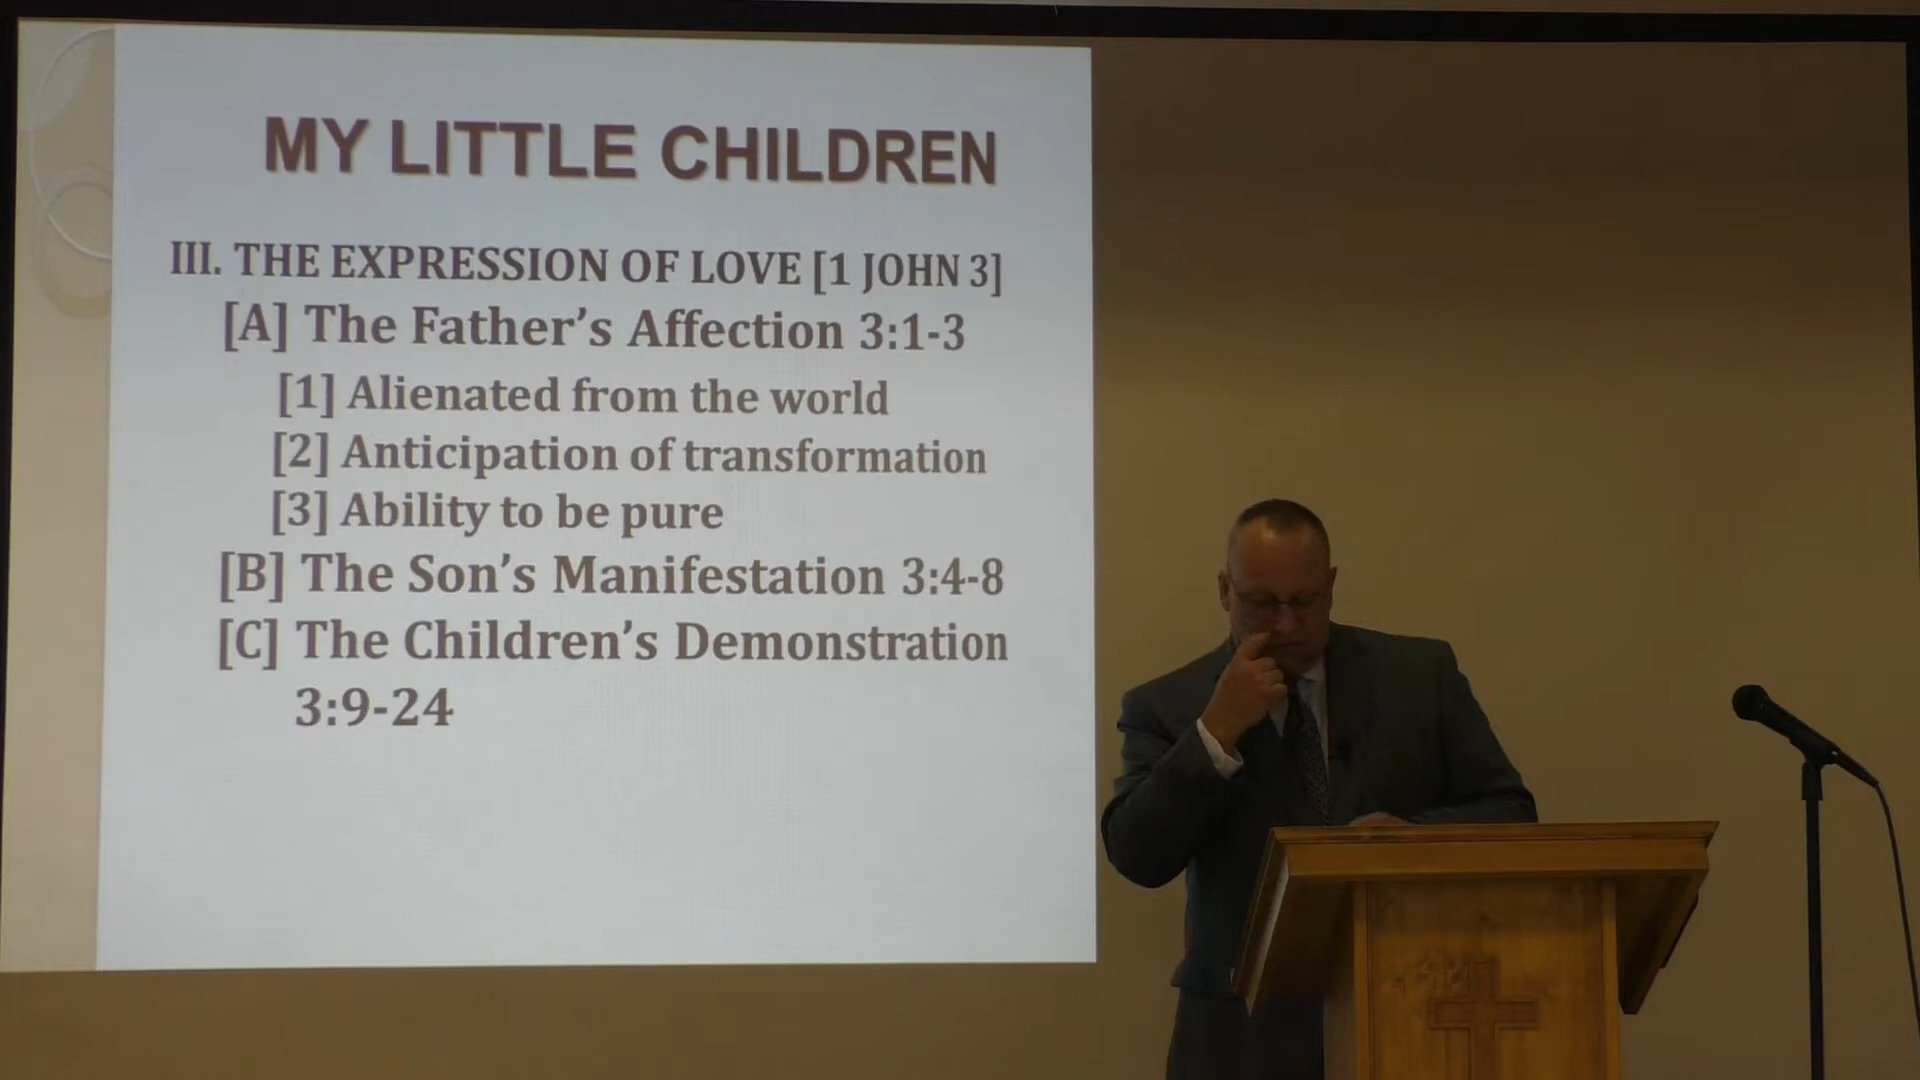 MY LITTLE CHILDREN
III. THE EXPRESSION OF LOVE [1 JOHN 3]
[A] The Father’s Affection 3:1-3
[1] Alienated from the world
[2] Anticipation of transformation
[3] Ability to be pure
[B] The Son’s Manifestation 3:4-8
[C] The Children’s Demonstration
3:9-24